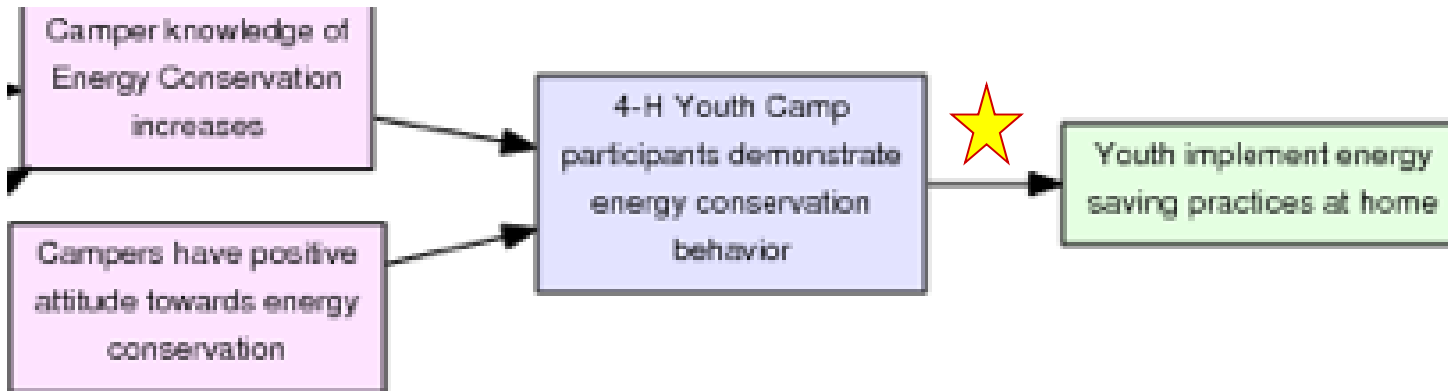 Camper knowledge of
Energy Conservation
increases
Campers have positive
attitude towards energy
conservation
4-H Youth Camp
participants demonstrate
energy conservation
behavior
Youth implement energy
saving practices at home